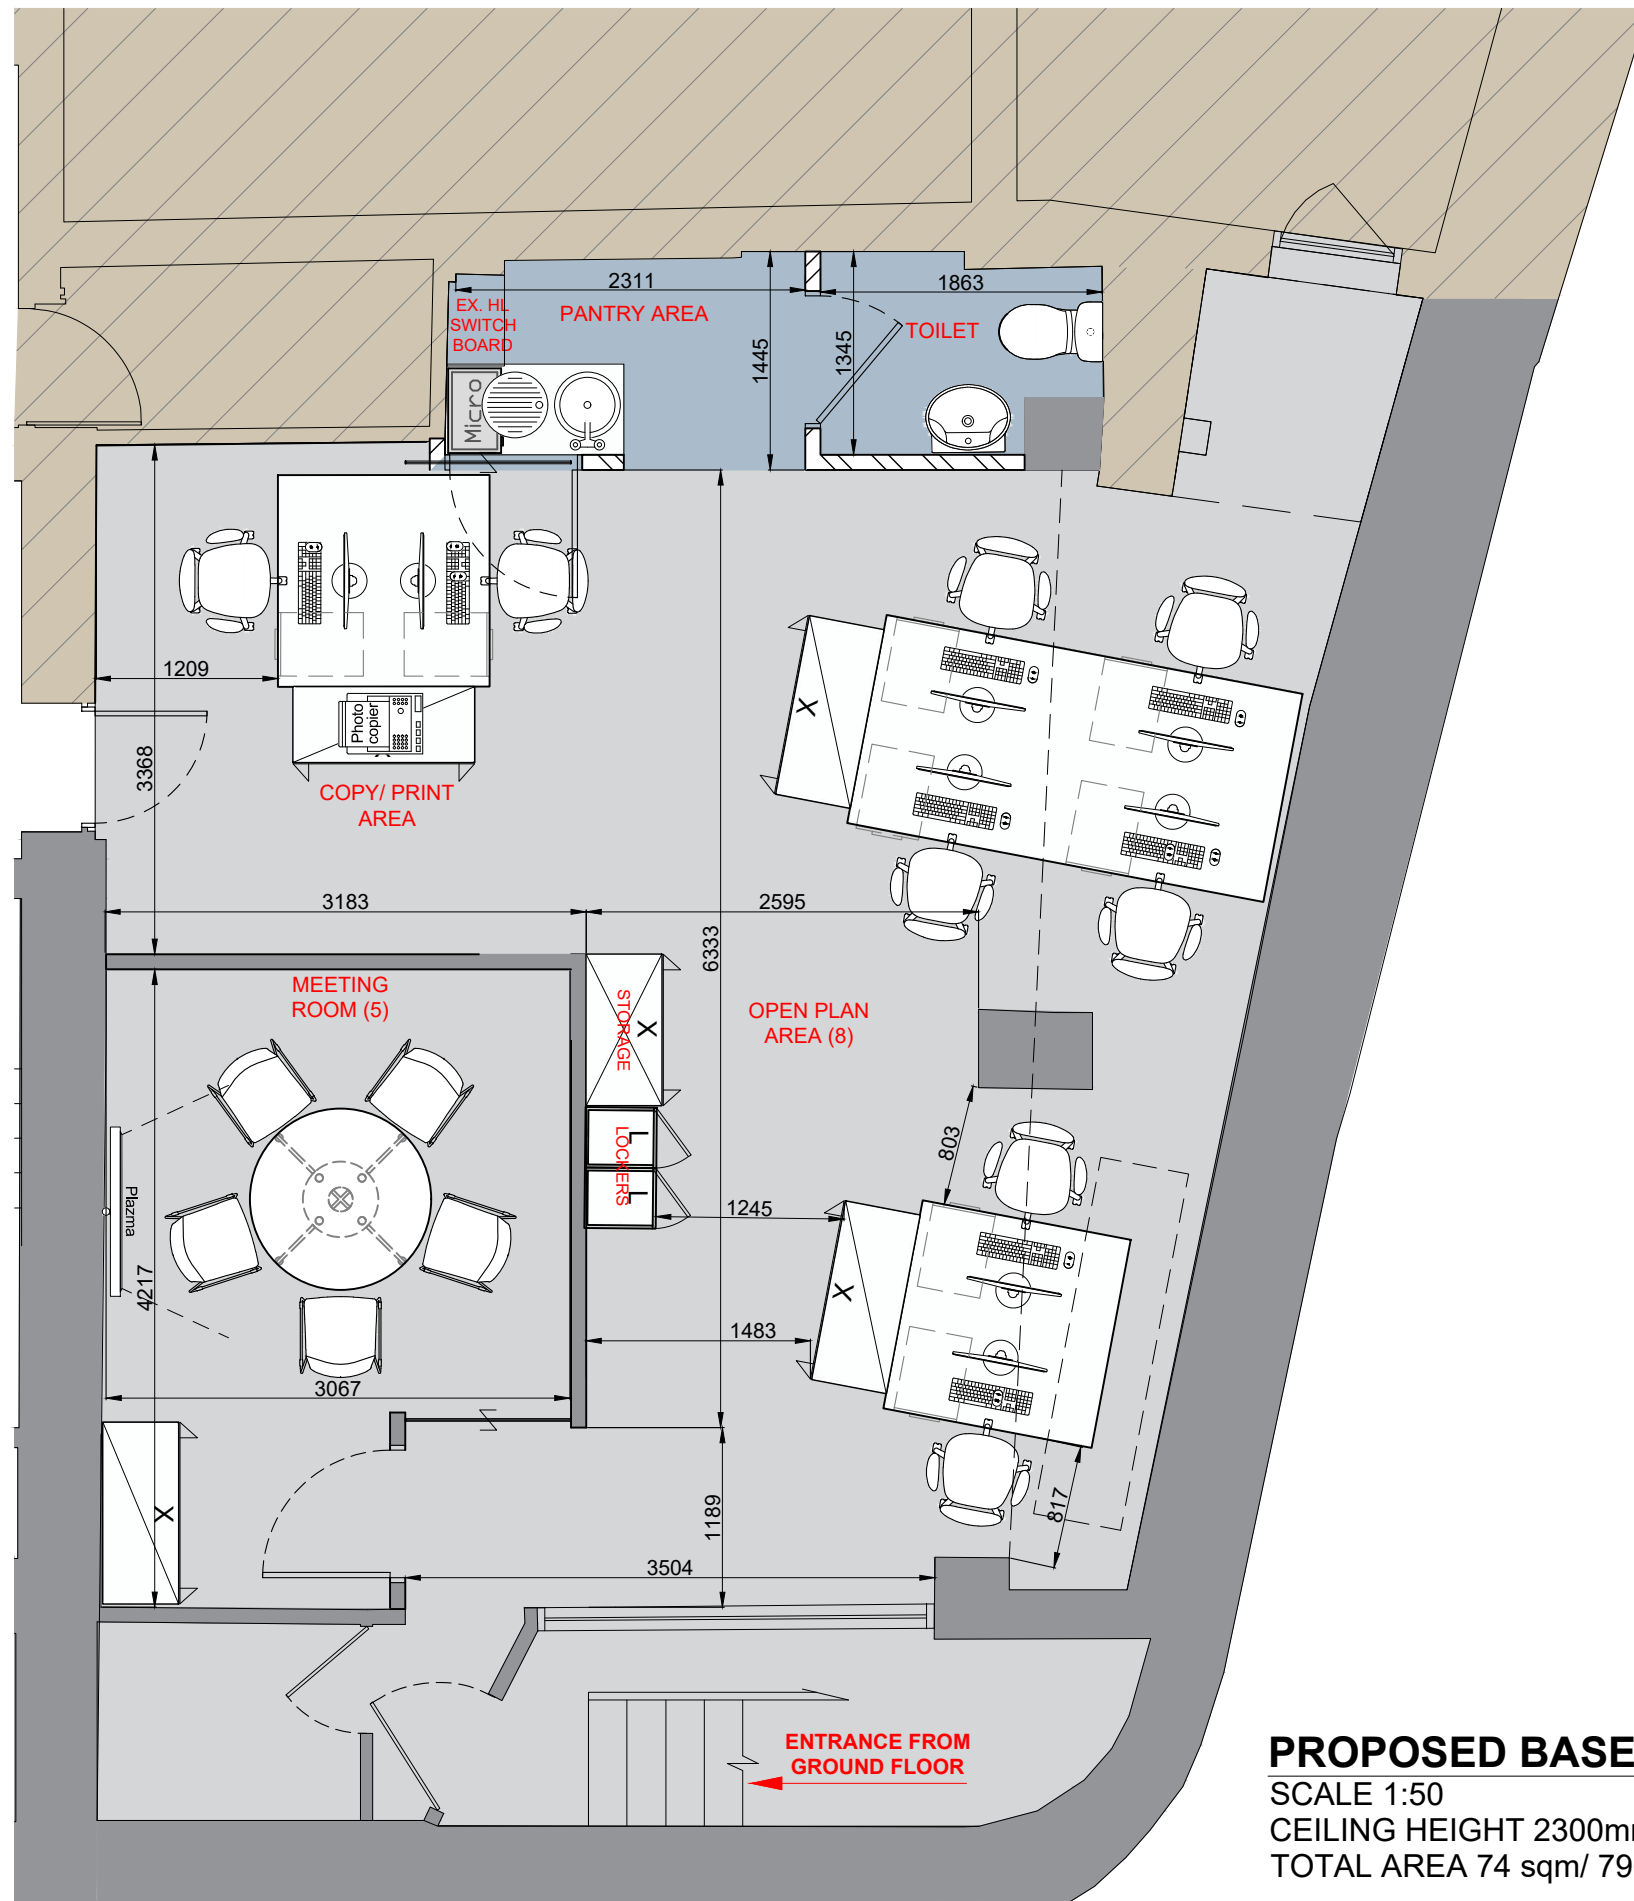 2311
1863
EX. HL
SWITCH
BOARD
PANTRY AREA
TOILET
1445
1345
Micro
1209
3368
Photo
copier
X
COPY/ PRINT
AREA
X
3183
2595
6333
MEETING
ROOM (5)
STORAGE
X
OPEN PLAN
AREA (8)
L
LOCKERS
L
803
1245
Plazma
4217
X
1483
3067
X
1189
817
3504
ENTRANCE FROM
GROUND FLOOR
PROPOSED BASE
SCALE 1:50
CEILING HEIGHT 2300m
TOTAL AREA 74 sqm/ 79